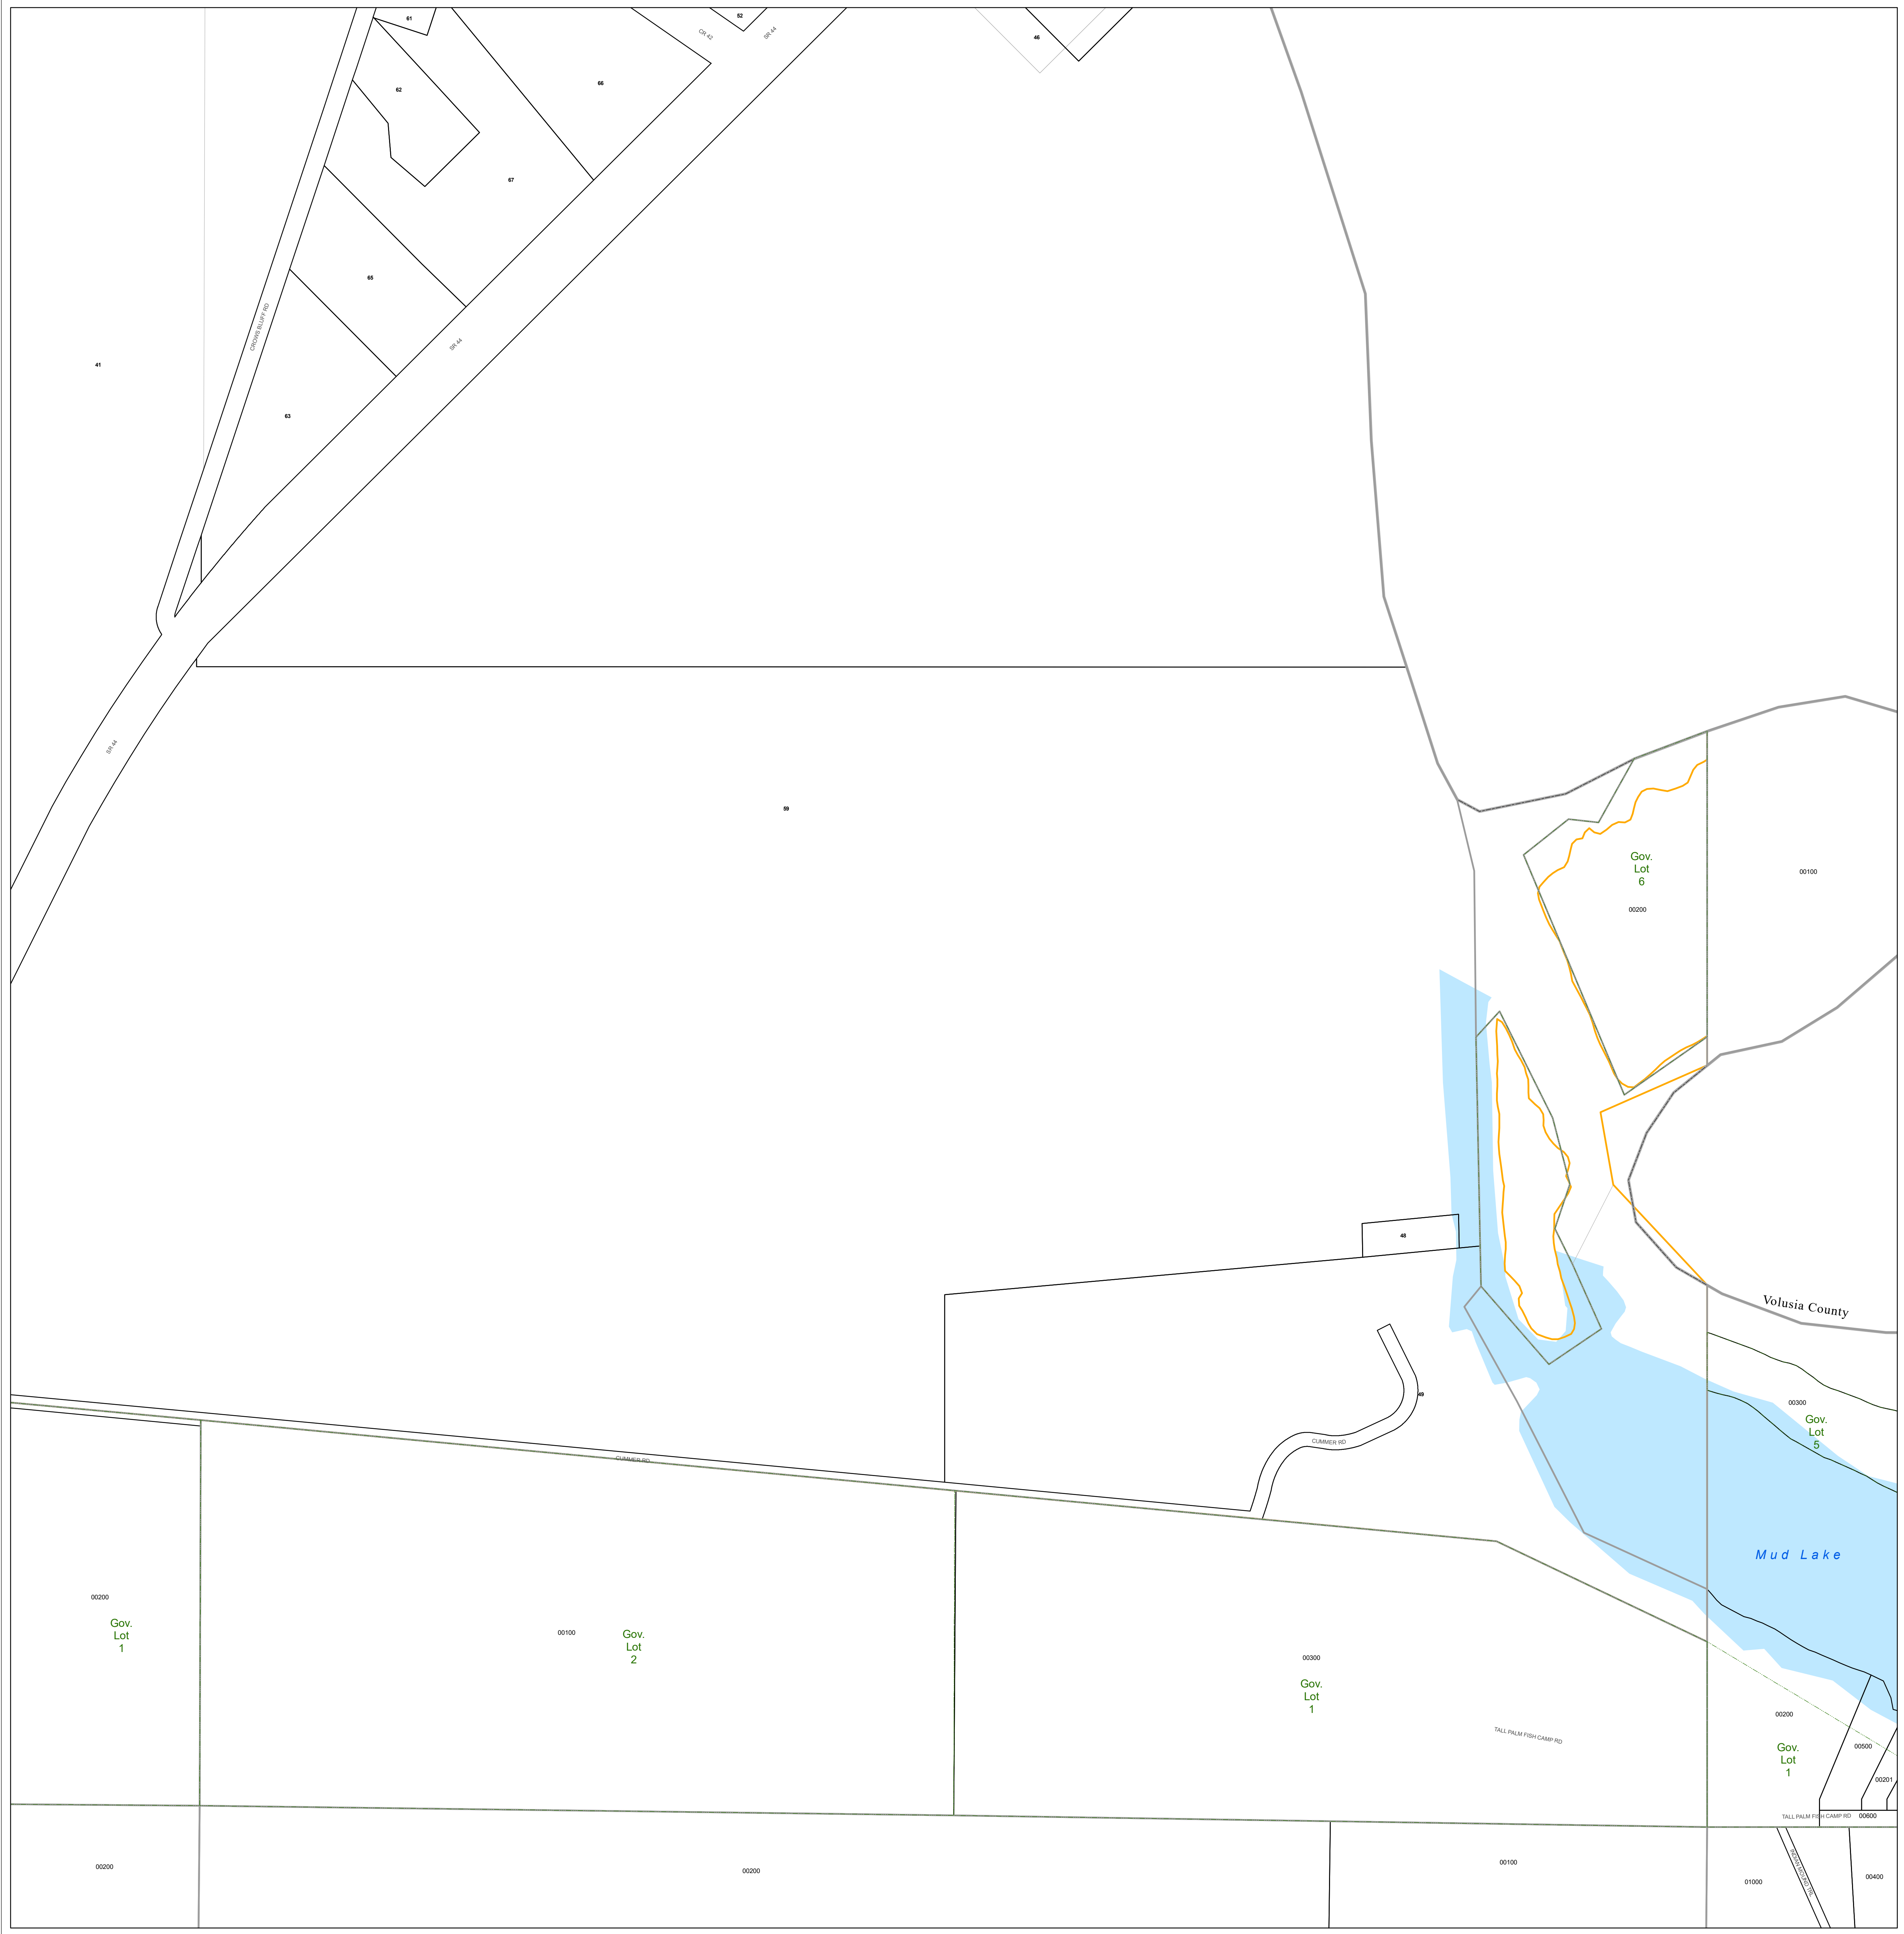 61
52
CR 42
SR 44
46
66
62
67
65
CROWS BLUFF RD
SR 44
41
63
SR 44
59
Gov.
Lot
6
00200
00100
48
Volusia County
49
00300
Gov.
Lot
5
CUMMER RD
CUMMER RD
Mud Lake
00200
Gov.
Lot
1
00100
Gov.
Lot
2
00300
Gov.
Lot
1
TALL PALM FISH CAMP RD
00200
Gov.
Lot
1
00500
00201
TALL PALM FISH CAMP RD
00600
00200
00200
00100
01000
INDIAN MOUND TRL
00400